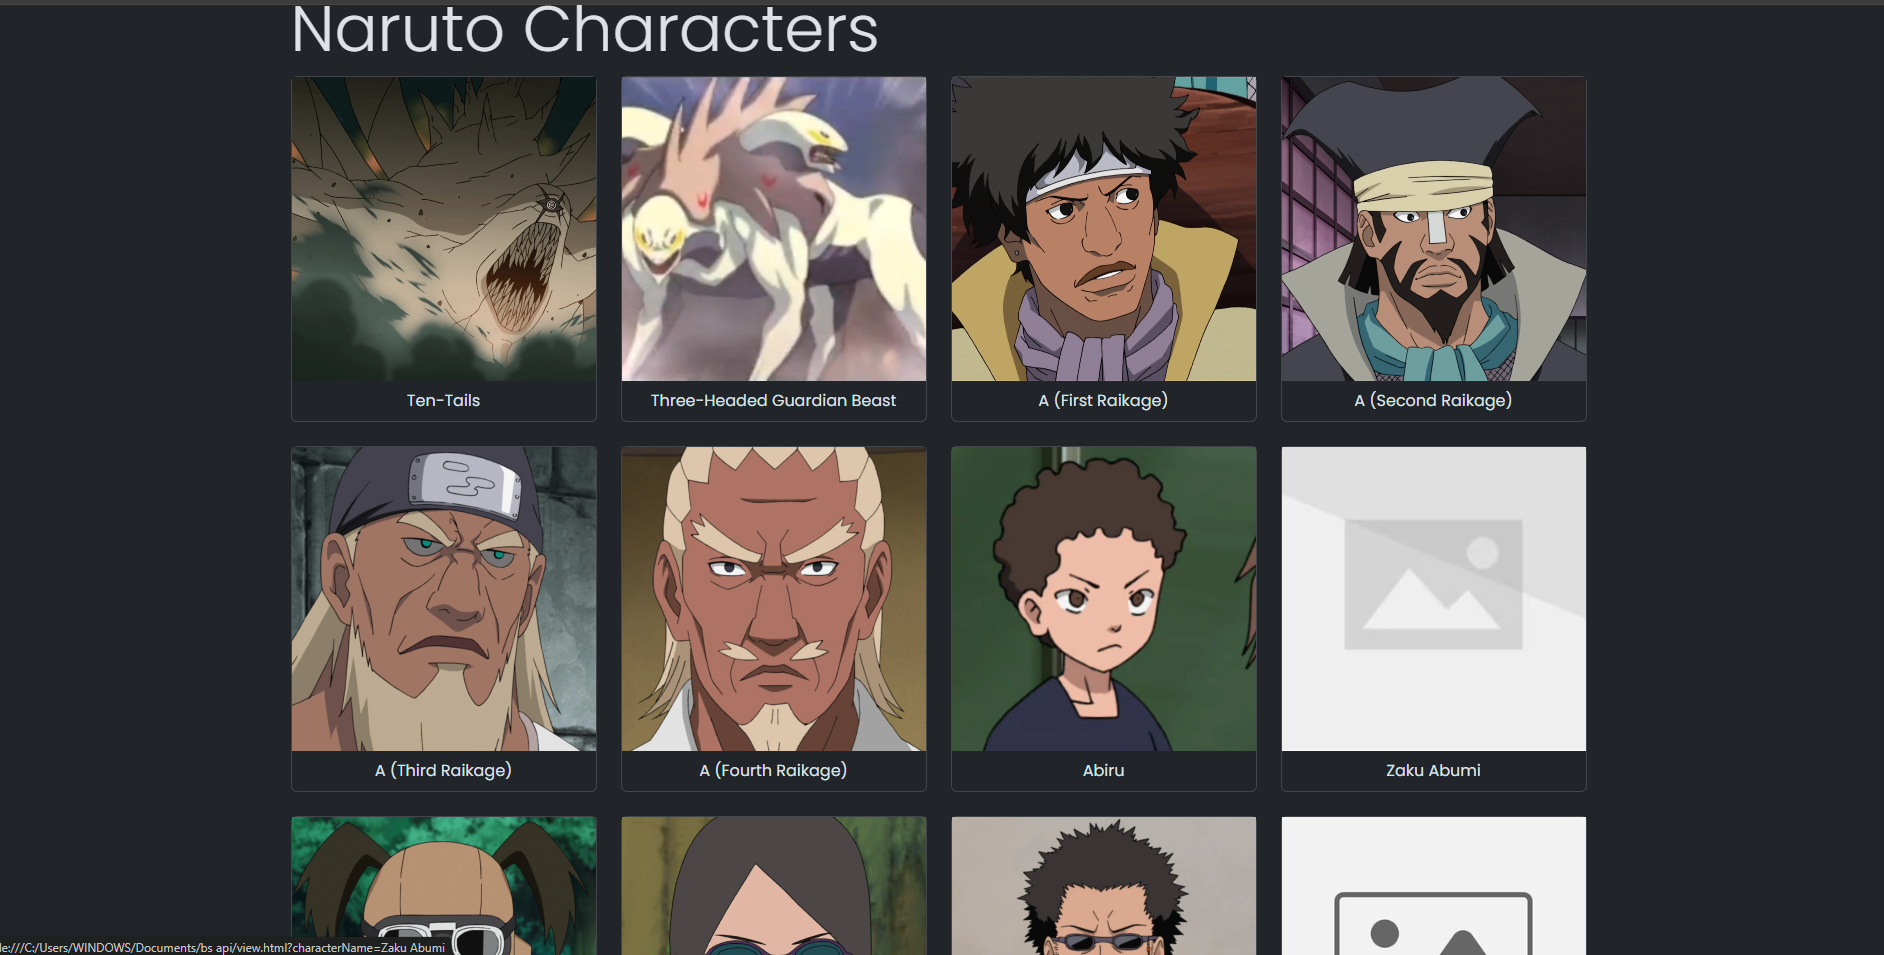 Naruto Characters
Ten-Tails
Three-Headed Guardian Beast
A (First Raikage)
A (Second Raikage)
A (Third Raikage)
A (Fourth Raikage)
Abiru
Zaku Abumi
le:///C:/Users/WINDOWS/Documents/bs api/view.html?characterName=Zaku Abumi